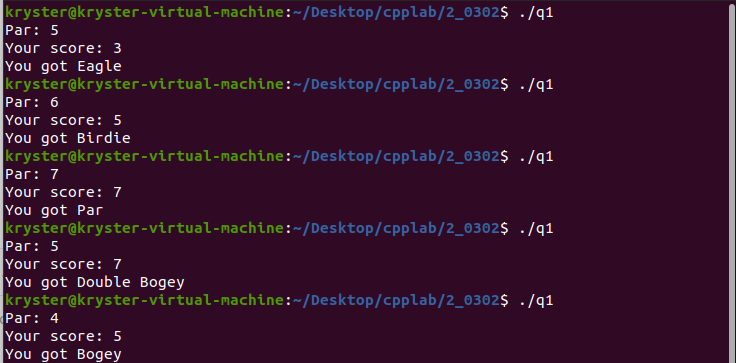 kryster@kryster-virtual-machine:~/Desktop/cpplab/2_0302$ ./q1
Par: 5
Your score: 3
You got Eagle
kryster@kryster-virtual-machine:~/Desktop/cpplab/2_0302$ ./q1
Par: 6
Your score: 5
You got Birdie
kryster@kryster-virtual-machine:~/Desktop/cpplab/2_0302$ ./q1
Par: 7
Your score: 7
You got Par
kryster@kryster-virtual-machine:~/Desktop/cpplab/2_0302$ ./q1
Par: 5
Your score: 7
You got Double Bogey
kryster@kryster-virtual-machine:~/Desktop/cpplab/2_0302$ ./q1
Par: 4
Your score: 5
You got Bogey